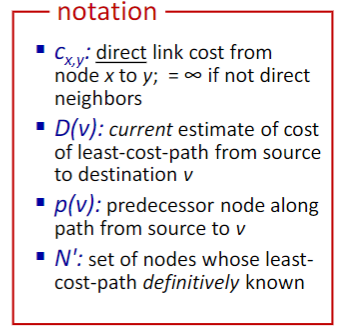 notation
▪ cx,y: direct link cost from
node x to y; = ∞ if not direct
neighbors
▪ D(v): current estimate of cost
of least-cost-path from source
to destination v
▪ p(v): predecessor node along
path from source to v
▪ N': set of nodes whose least-
cost-path definitively known